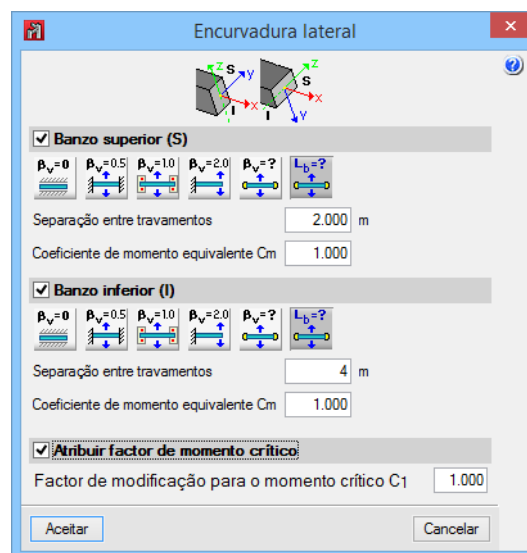 Encurvadura lateral
z S y x I
z S x I y
Banzo superior (S)
βv=0 βv=0.5 βv=1.0 βv=2.0 βv=? Lb=?
Separação entre travamentos 2.000 m
Coeficiente de momento equivalente Cm 1.000
Banzo inferior (I)
βv=0 βv=0.5 βv=1.0 βv=2.0 βv=? Lb=?
Separação entre travamentos 4 m
Coeficiente de momento equivalente Cm 1.000
Atribuir factor de momento crítico
Factor de modificação para o momento crítico C1 1.000
Aceitar Cancelar